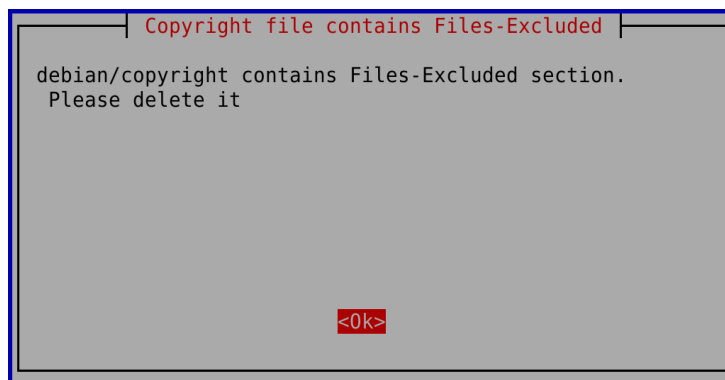 Copyright file contains Files-Excluded
debian/copyright contains Files-Excluded section.
Please delete it
<Ok>